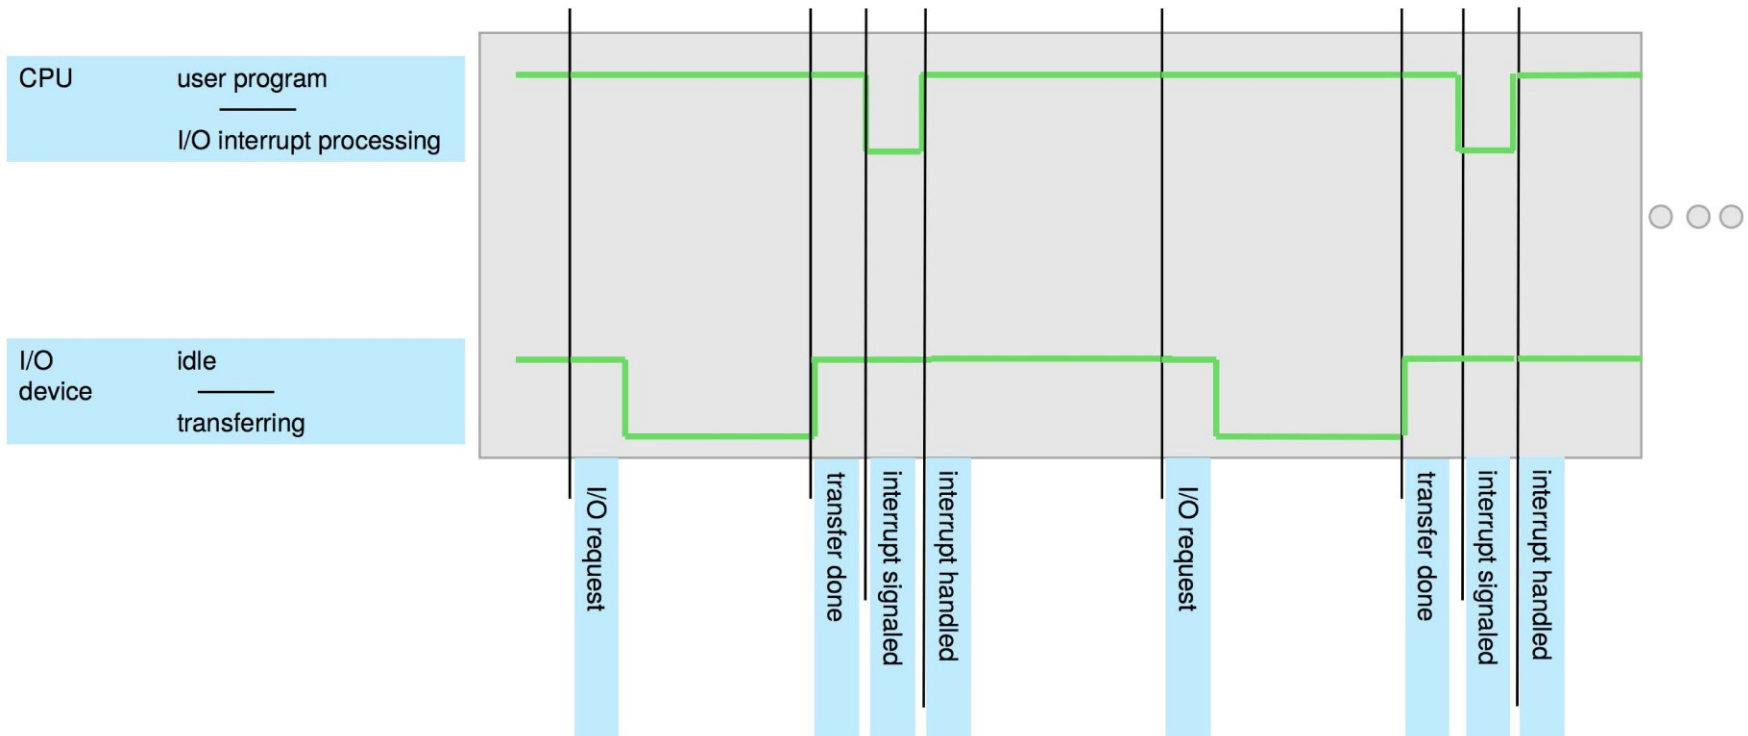 CPU
user program
I/O interrupt processing
I/O
device
idle
transferring
I/O request
transfer done
interrupt signaled
interrupt handled
I/O request
transfer done
interrupt signaled
interrupt handled